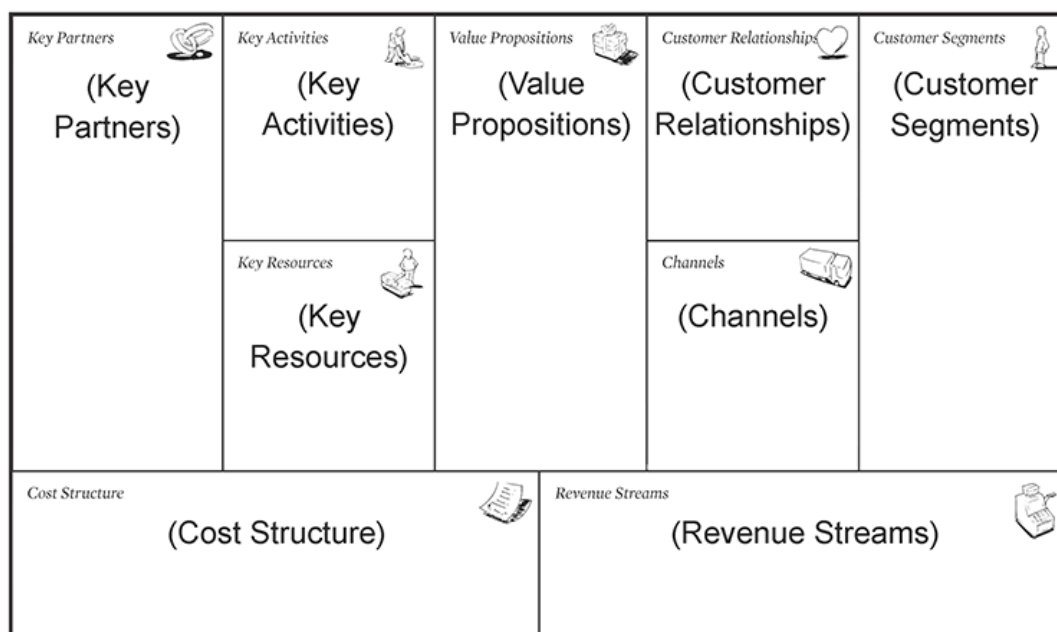 Key Partners
(Key
Partners)
Key Activities
(Key
Activities)
Value Propositions
(Value
Propositions)
Customer Relationships
(Customer
Relationships)
Customer Segments
(Customer
Segments)
Key Resources
(Key
Resources)
Channels
(Channels)
Cost Structure
(Cost Structure)
Revenue Streams
(Revenue Streams)